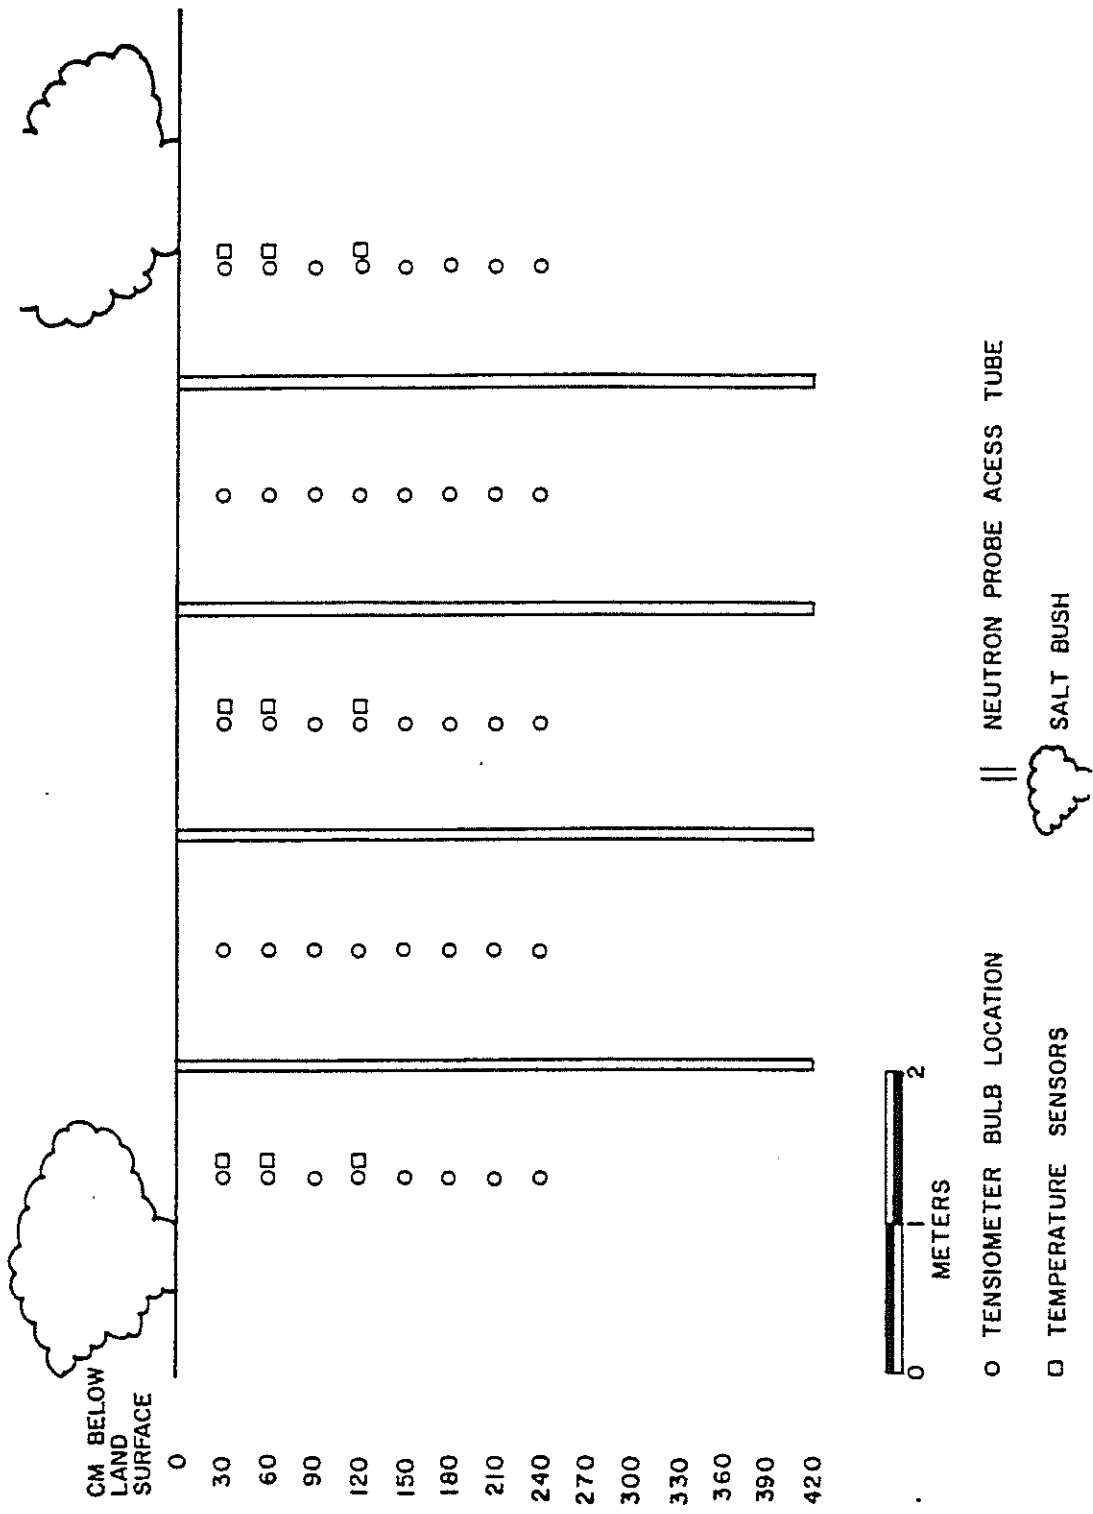 CM BELOW
LAND
SURFACE
0
30
60
90
120
150
180
210
240
270
300
330
360
390
420
0 1 2
METERS
TENSIOMETER BULB LOCATION
NEUTRON PROBE ACESS TUBE
TEMPERATURE SENSORS
SALT BUSH